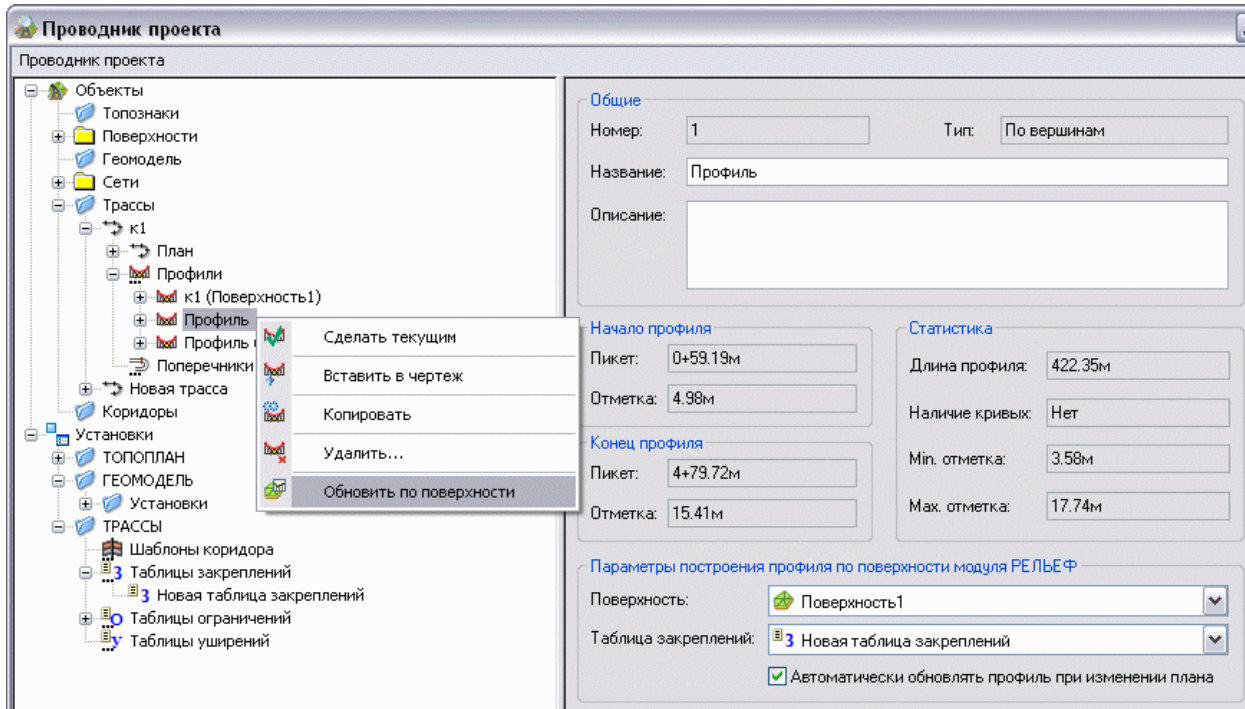 Проводник проекта
Проводник проекта
Объекты
Топознаки
Поверхности
Геомодель
Сети
Трассы
к1
План
Профили
к1 (Поверхность1)
Профиль
Профиль
Поперечники
Новая трасса
Коридоры
Установки
ТОПОПЛАН
ГЕОМОДЕЛЬ
Установки
ТРАССЫ
Шаблоны коридора
З Таблицы закреплений
З Новая таблица закреплений
О Таблицы ограничений
У Таблицы уширений
Сделать текущим
Вставить в чертеж
Копировать
Удалить...
Обновить по поверхности
Общие
Номер: 1 Тип: По вершинам
Название: Профиль
Описание:
Начало профиля
Пикет: 0+59.19м
Отметка: 4.98м
Конец профиля
Пикет: 4+79.72м
Отметка: 15.41м
Статистика
Длина профиля: 422.35м
Наличие кривых: Нет
Min. отметка: 3.58м
Max. отметка: 17.74м
Параметры построения профиля по поверхности модуля РЕЛЬЕФ
Поверхность: Поверхность1
Таблица закреплений: З Новая таблица закреплений
Автоматически обновлять профиль при изменении плана